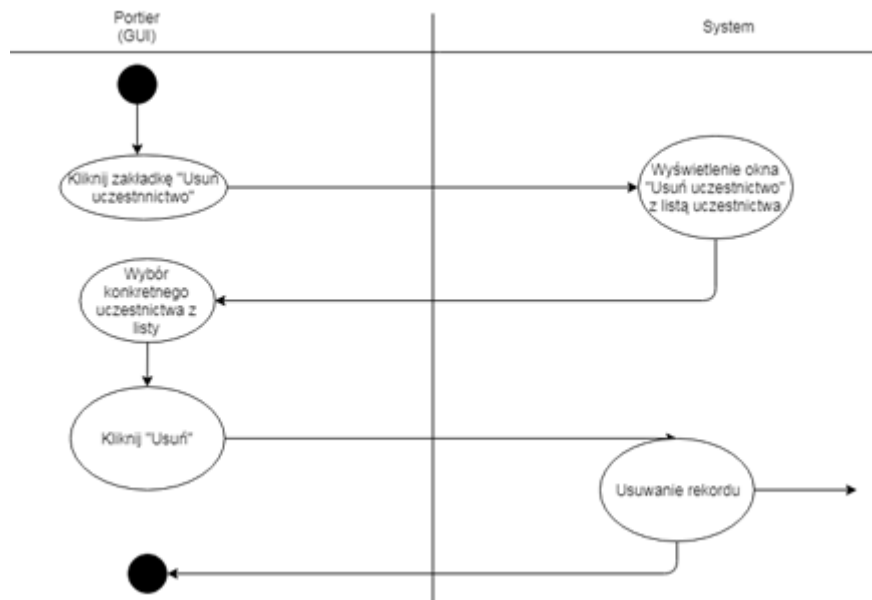 Portier
(GUI)
System
Kliknij zakładkę "Usuń
uczestnnictwo"
Wyświetlenie okna
"Usuń uczestnictwo"
z listą uczestnictwa
Wybór
konkretnego
uczestnictwa z
listy
Kliknij "Usuń"
Usuwanie rekordu